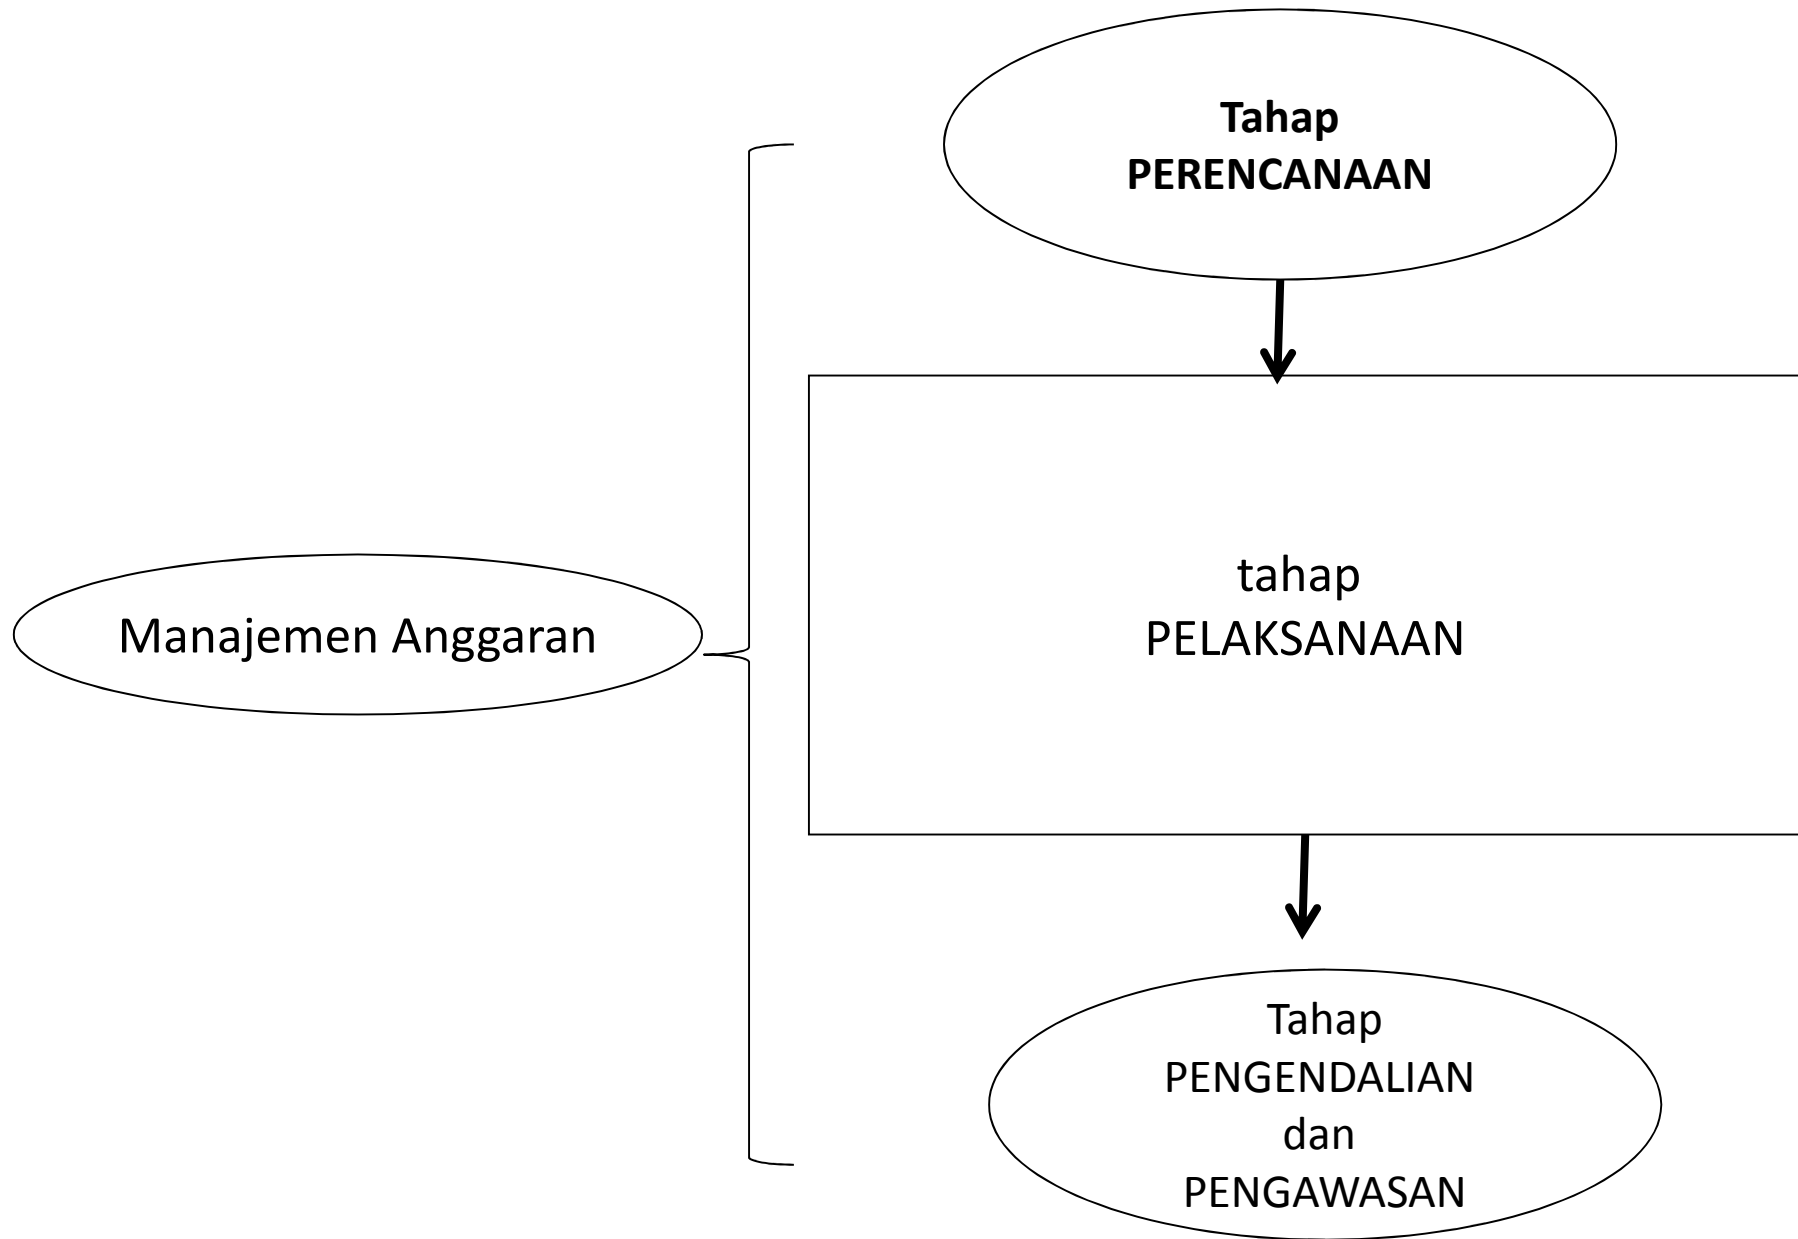 Tahap
PERENCANAAN
tahap
PELAKSANAAN
Manajemen Anggaran
Tahap
PENGENDALIAN
dan
PENGAWASAN